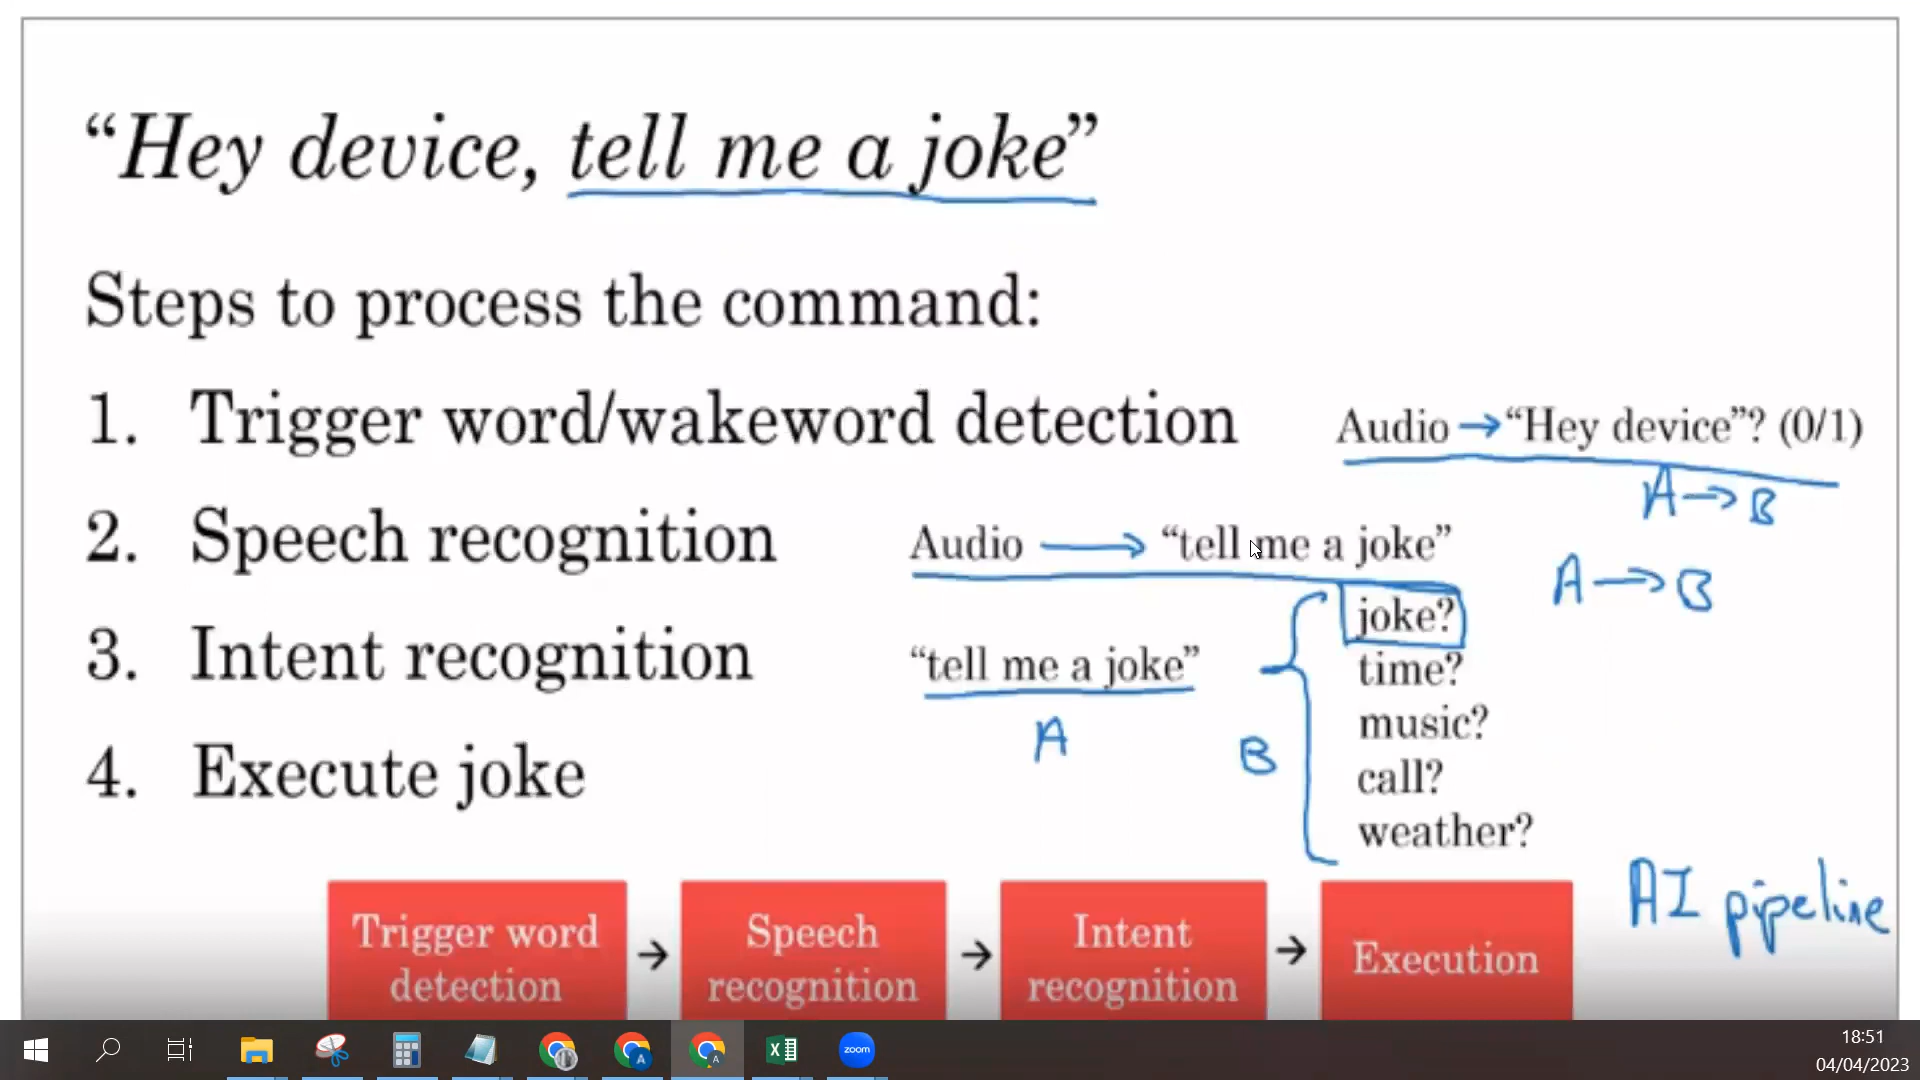 “Hey device, tell me a joke”
Steps to process the command:
1. Trigger word/wakeword detection
Audio → “Hey device”? (0/1)
A → B
2. Speech recognition
Audio → “tell me a joke”
A → B
3. Intent recognition
“tell me a joke”
A
B
joke?
time?
music?
call?
weather?
4. Execute joke
AI pipeline
Trigger word
detection
→
Speech
recognition
→
Intent
recognition
→
Execution
zoom
18:51
04/04/2023